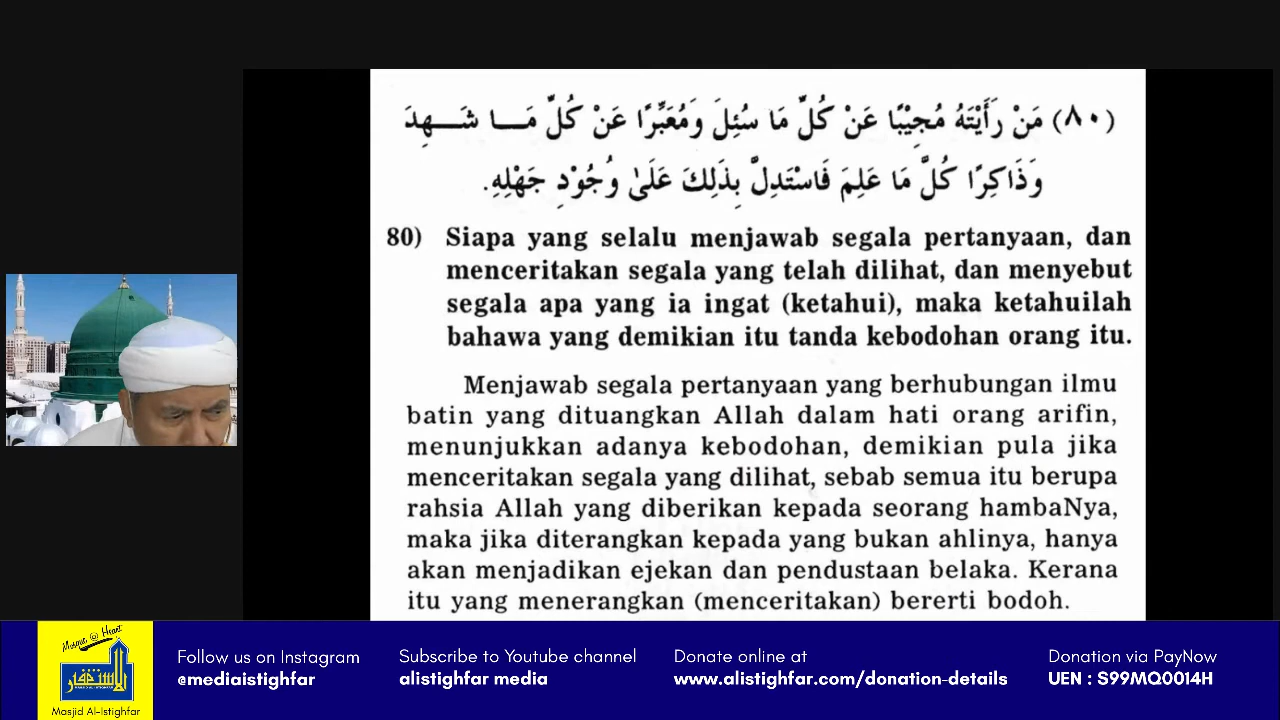 (٨٠) مَنْ رَأَيْتَهُ مُجِيْبًا عَنْ كُلِّ مَا سُئِلَ وَمُعَبِّرًا عَنْ كُلِّ مَـــا شَـــهِدَ
وَذَاكِرًا كُلَّ مَا عَلِمَ فَاسْتَدِلَّ بِذَلِكَ عَلَىٰ وُجُوْدِ جَهْلِهِ.
80) Siapa yang selalu menjawab segala pertanyaan, dan
menceritakan segala yang telah dilihat, dan menyebut
segala apa yang ia ingat (ketahui), maka ketahuilah
bahawa yang demikian itu tanda kebodohan orang itu.
Menjawab segala pertanyaan yang berhubungan ilmu
batin yang dituangkan Allah dalam hati orang arifin,
menunjukkan adanya kebodohan, demikian pula jika
menceritakan segala yang dilihat, sebab semua itu berupa
rahsia Allah yang diberikan kepada seorang hambaNya,
maka jika diterangkan kepada yang bukan ahlinya, hanya
akan menjadikan ejekan dan pendustaan belaka. Kerana
itu yang menerangkan (menceritakan) bererti bodoh.
Mosque @ Heart
الاستغفار
Masjid Al-Istighfar
Follow us on Instagram
@mediaistighfar
Subscribe to Youtube channel
alistighfar media
Donate online at
www.alistighfar.com/donation-details
Donation via PayNow
UEN : S99MQ0014H